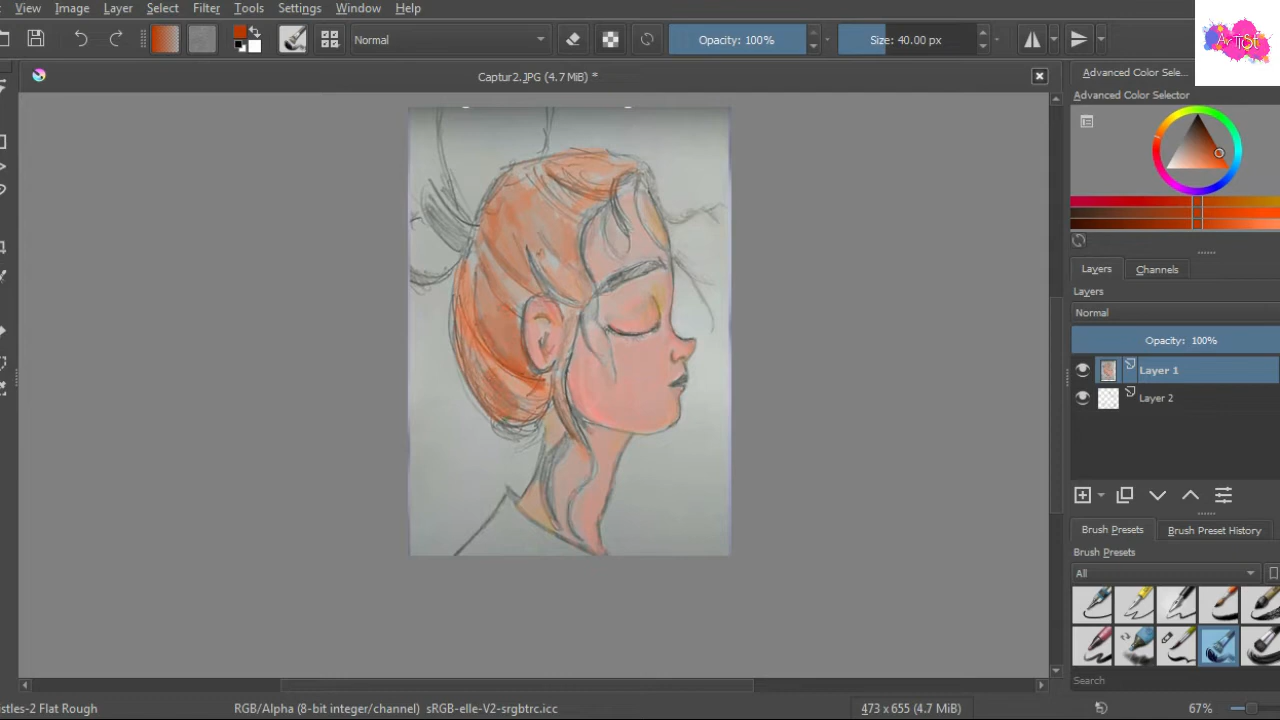 View Image Layer Select Filter Tools Settings Window Help
Normal
Opacity: 100%
Size: 40.00 px
ArTBf
Captur2.JPG (4.7 MiB) *
Advanced Color Sele...
Advanced Color Selector
Layers Channels
Layers
Normal
Opacity: 100%
Layer 1
Layer 2
Brush Presets Brush Preset History
Brush Presets
All
Search
istles-2 Flat Rough
RGB/Alpha (8-bit integer/channel) sRGB-elle-V2-srgbtrc.icc
473 x 655 (4.7 MiB)
67%